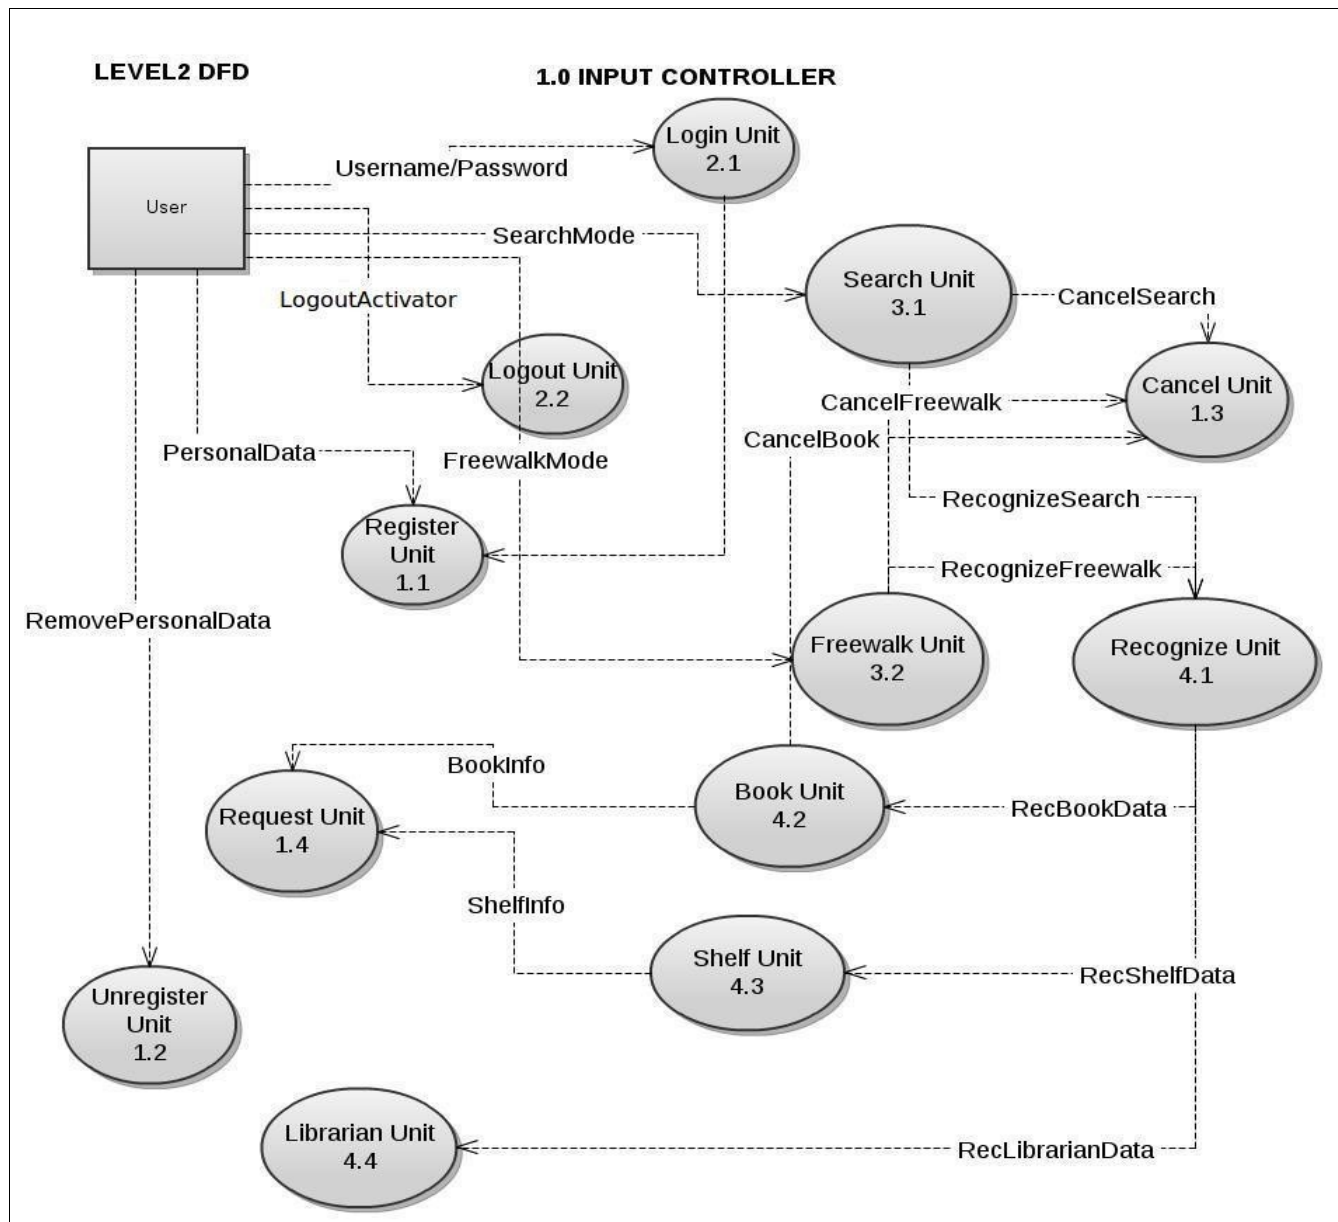 LEVEL2 DFD
1.0 INPUT CONTROLLER
Login Unit
2.1
Username/Password
User
SearchMode
Search Unit
3.1
CancelSearch
LogoutActivator
Logout Unit
2.2
Cancel Unit
1.3
CancelFreewalk
CancelBook
PersonalData
FreewalkMode
RecognizeSearch
Register
Unit
1.1
RecognizeFreewalk
RemovePersonalData
Freewalk Unit
3.2
Recognize Unit
4.1
BookInfo
Request Unit
1.4
Book Unit
4.2
RecBookData
ShelfInfo
Shelf Unit
4.3
RecShelfData
Unregister
Unit
1.2
Librarian Unit
4.4
RecLibrarianData